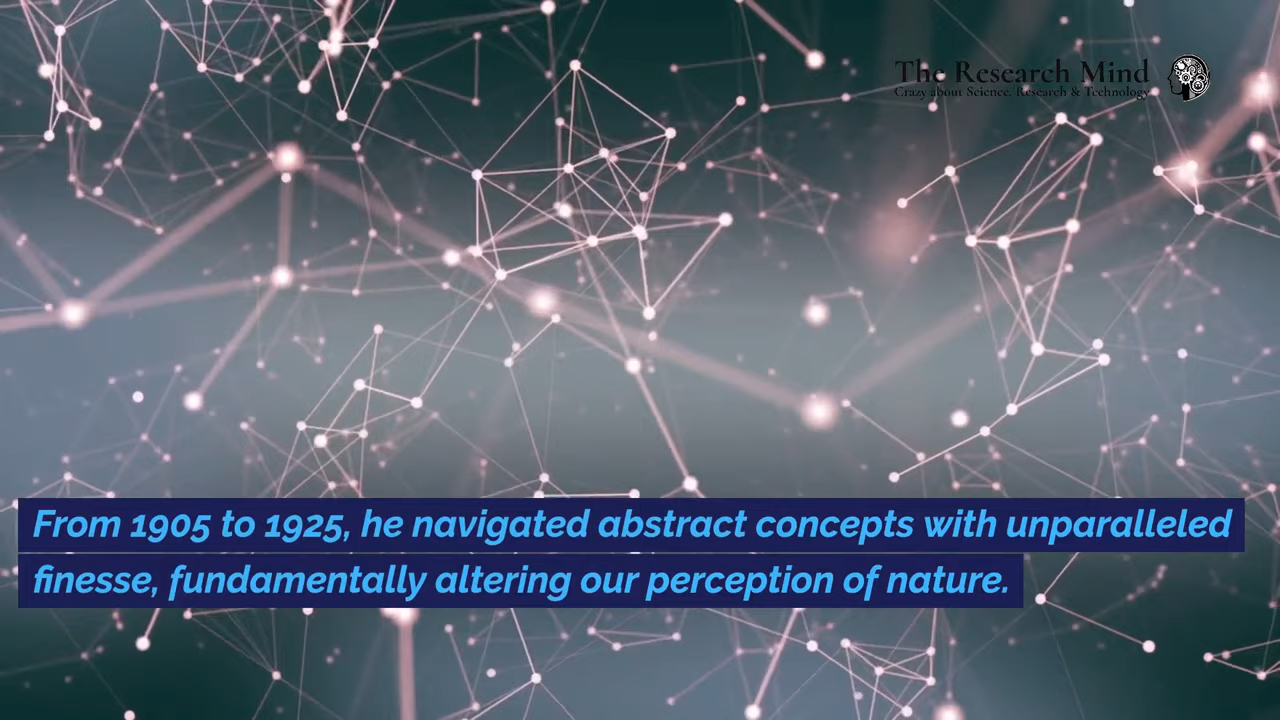 The Research Mind
Crazy about Science, Research & Technology
From 1905 to 1925, he navigated abstract concepts with unparalleled
finesse, fundamentally altering our perception of nature.